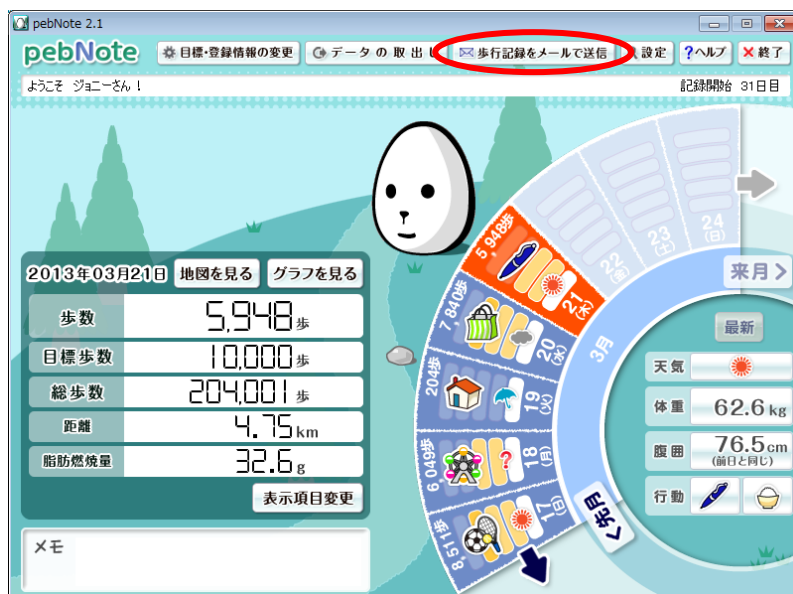 pebNote 2.1
pebNote 目標・登録情報の変更 データの取出し 歩行記録をメールで送信 設定 ?ヘルプ ×終了
ようこそ ジョニーさん! 記録開始 31日目
2013年03月21日 地図を見る グラフを見る
歩数 5,948歩
目標歩数 10,000歩
総歩数 204,001歩
距離 4.75km
脂肪燃焼量 32.6g
表示項目変更
メモ
24(日)
23(土)
22(金)
5,948歩 21(木)
7,840歩 20(水)
204歩 19(火)
6,049歩 ? 18(月)
8,511歩 17(日)
3月
<先月
来月>
最新
天気
体重 62.6kg
腹囲 76.5cm
(前日と同じ)
行動